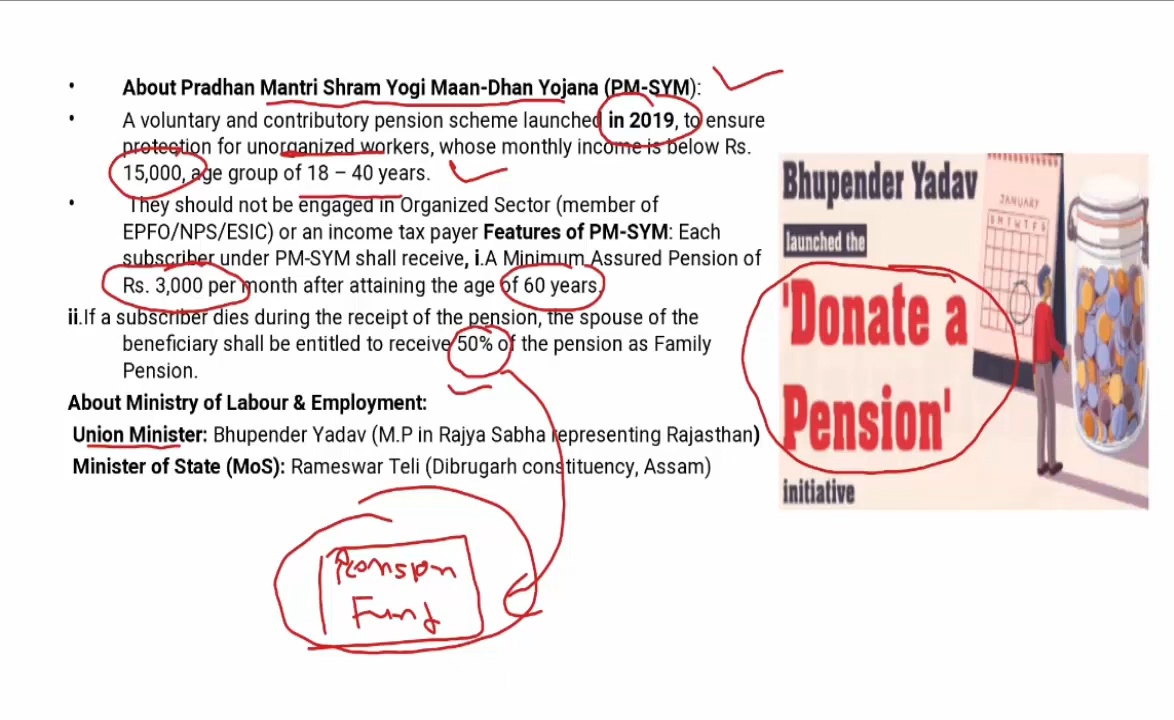 • About Pradhan Mantri Shram Yogi Maan-Dhan Yojana (PM-SYM):
• A voluntary and contributory pension scheme launched in 2019, to ensure
protection for unorganized workers, whose monthly income is below Rs.
15,000, age group of 18 – 40 years.
• They should not be engaged in Organized Sector (member of
EPFO/NPS/ESIC) or an income tax payer Features of PM-SYM: Each
subscriber under PM-SYM shall receive, i.A Minimum Assured Pension of
Rs. 3,000 per month after attaining the age of 60 years.
ii.If a subscriber dies during the receipt of the pension, the spouse of the
beneficiary shall be entitled to receive 50% of the pension as Family
Pension.
About Ministry of Labour & Employment:
Union Minister: Bhupender Yadav (M.P in Rajya Sabha representing Rajasthan)
Minister of State (MoS): Rameswar Teli (Dibrugarh constituency, Assam)
Fund
Bhupender Yadav
launched the
'Donate a
Pension'
initiative
JANUARY